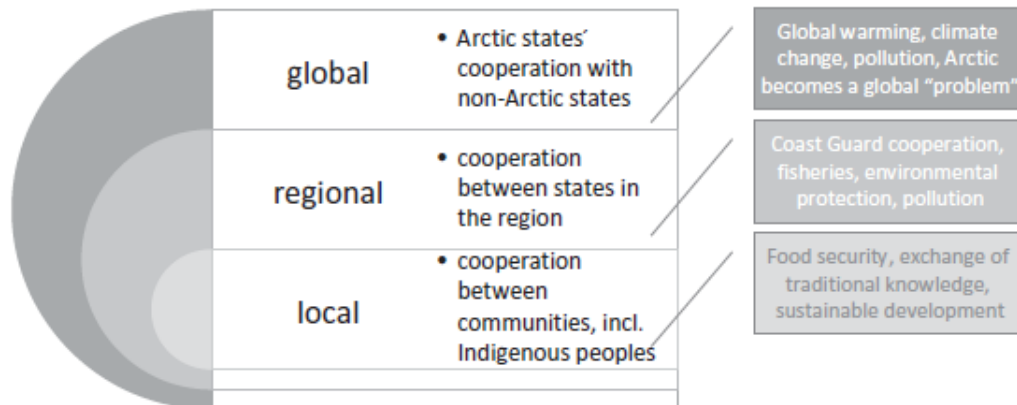 global
• Arctic states´
cooperation with
non-Arctic states
Global warming, climate
change, pollution, Arctic
becomes a global “problem”
regional
• cooperation
between states in
the region
Coast Guard cooperation,
fisheries, environmental
protection, pollution
local
• cooperation
between
communities, incl.
Indigenous peoples
Food security, exchange of
traditional knowledge,
sustainable development